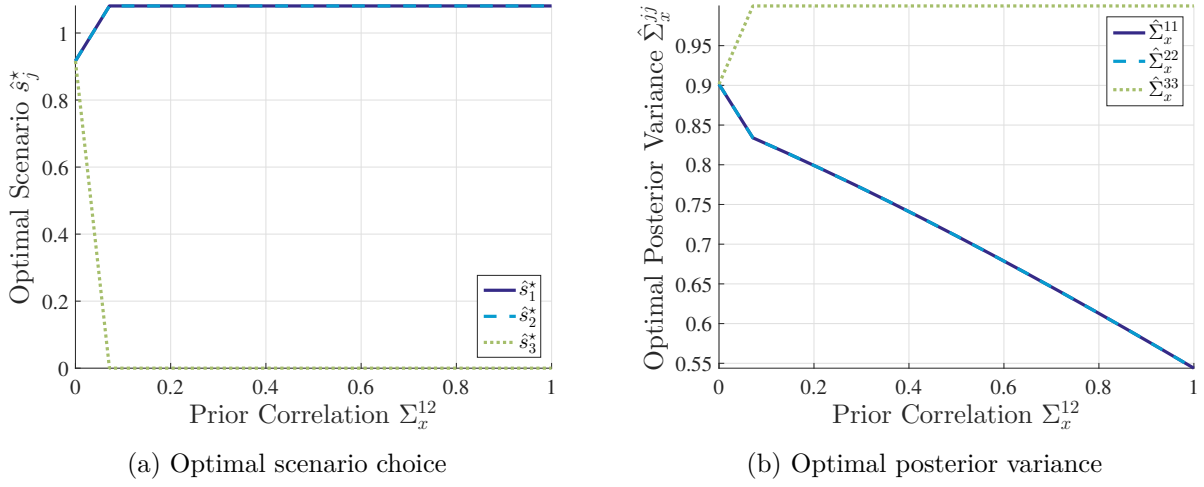 Optimal Scenario ŝ⋆j
1
0.8
0.6
0.4
0.2
0
0 0.2 0.4 0.6 0.8 1
Prior Correlation Σ12x
ŝ⋆1
ŝ⋆2
ŝ⋆3
(a) Optimal scenario choice
Optimal Posterior Variance Σ̂jjx
0.95
0.9
0.85
0.8
0.75
0.7
0.65
0.6
0.55
0 0.2 0.4 0.6 0.8 1
Prior Correlation Σ12x
Σ̂11x
Σ̂22x
Σ̂33x
(b) Optimal posterior variance